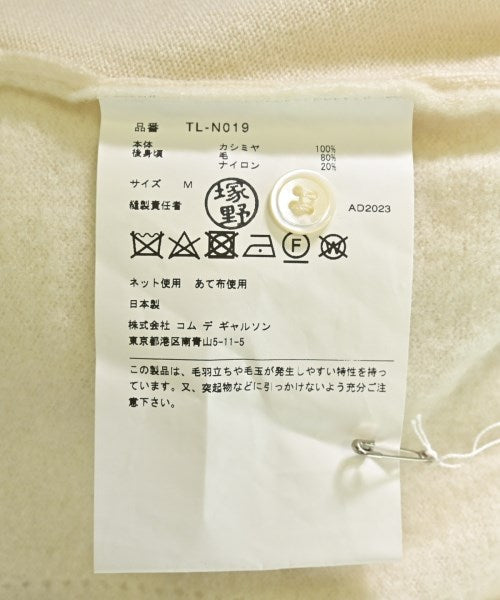 品番 TL-N019
本体 カシミヤ 100%
後身頃 毛 80%
ナイロン 20%
サイズ M
縫製責任者 塚野 AD2023
F W
ネット使用 あて布使用
日本製
株式会社 コム デ ギャルソン
東京都港区南青山5-11-5
この製品は、毛羽立ちや毛玉が発生しやすい特性を持っ
ています。又、突起物などに引っかけないよう充分ご注
意下さい。